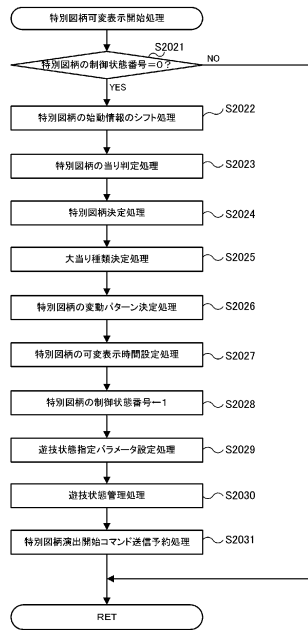 特別図柄可変表示開始処理
S2021
特別図柄の制御状態番号=0?
NO
YES
特別図柄の始動情報のシフト処理
S2022
特別図柄の当り判定処理
S2023
特別図柄決定処理
S2024
大当り種類決定処理
S2025
特別図柄の変動パターン決定処理
S2026
特別図柄の可変表示時間設定処理
S2027
特別図柄の制御状態番号←1
S2028
遊技状態指定パラメータ設定処理
S2029
遊技状態管理処理
S2030
特別図柄演出開始コマンド送信予約処理
S2031
RET